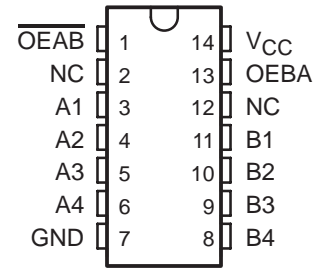 O̅E̅A̅B̅ 1 14 VCC
NC 2 13 OEBA
A1 3 12 NC
A2 4 11 B1
A3 5 10 B2
A4 6 9 B3
GND 7 8 B4